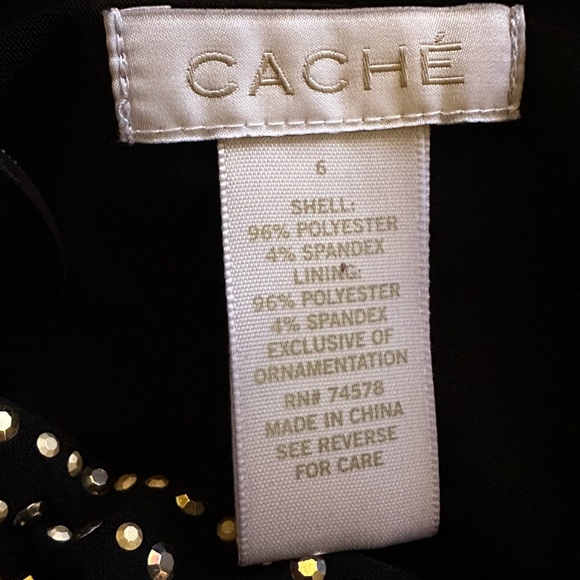 CACHÉ
6
SHELL:
96% POLYESTER
4% SPANDEX
LINING:
96% POLYESTER
4% SPANDEX
EXCLUSIVE OF
ORNAMENTATION
RN# 74578
MADE IN CHINA
SEE REVERSE
FOR CARE